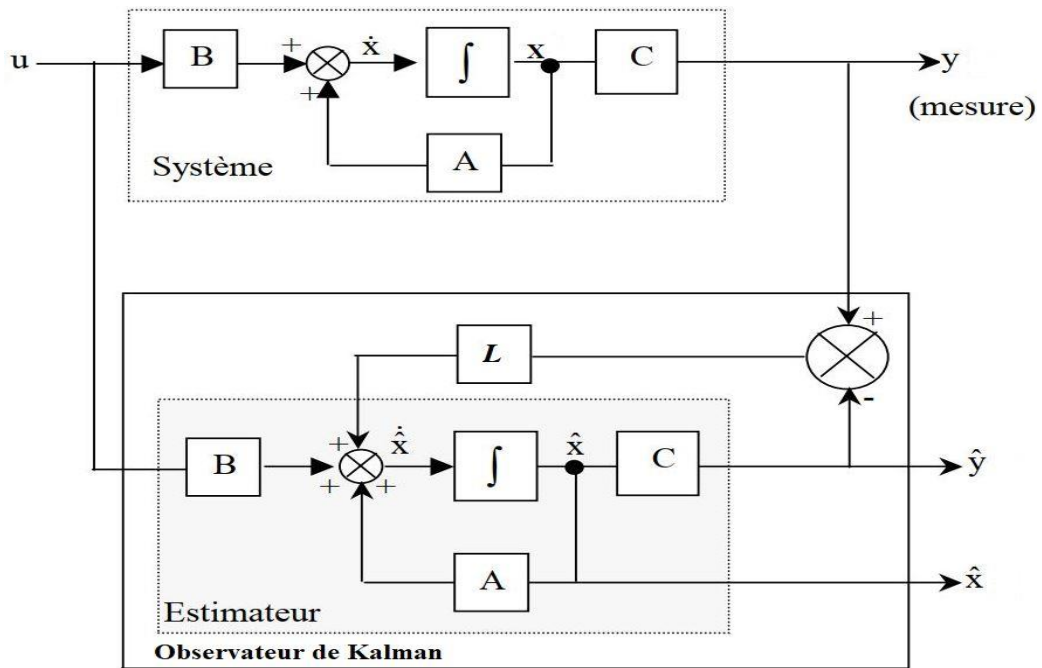 u
B
+
+
ẋ
∫
x
C
y
(mesure)
A
Système
L
+
-
B
+
+
+
x̂̇
∫
x̂
C
ŷ
A
x̂
Estimateur
Observateur de Kalman